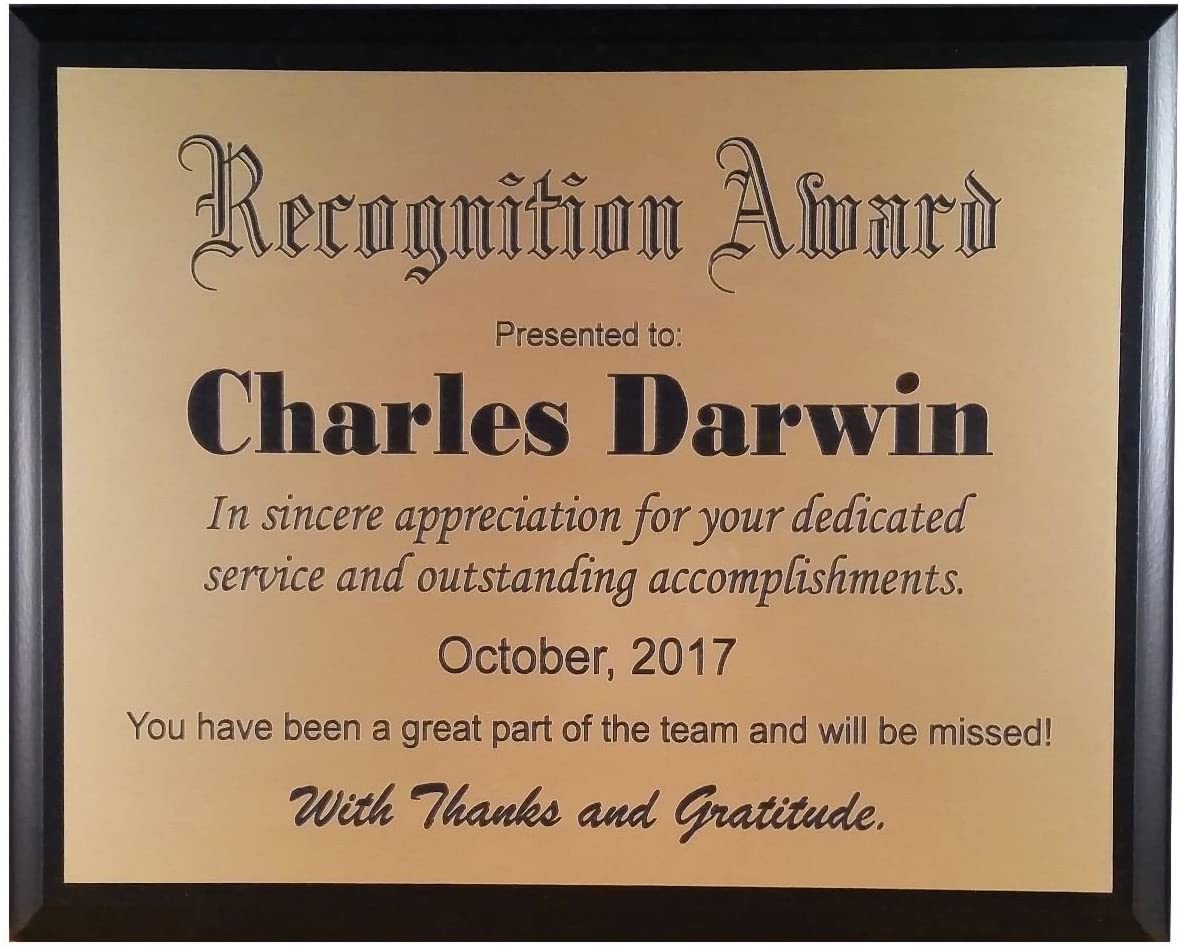 Recognition Award
Presented to:
Charles Darwin
In sincere appreciation for your dedicated
service and outstanding accomplishments.
October, 2017
You have been a great part of the team and will be missed!
With Thanks and Gratitude.